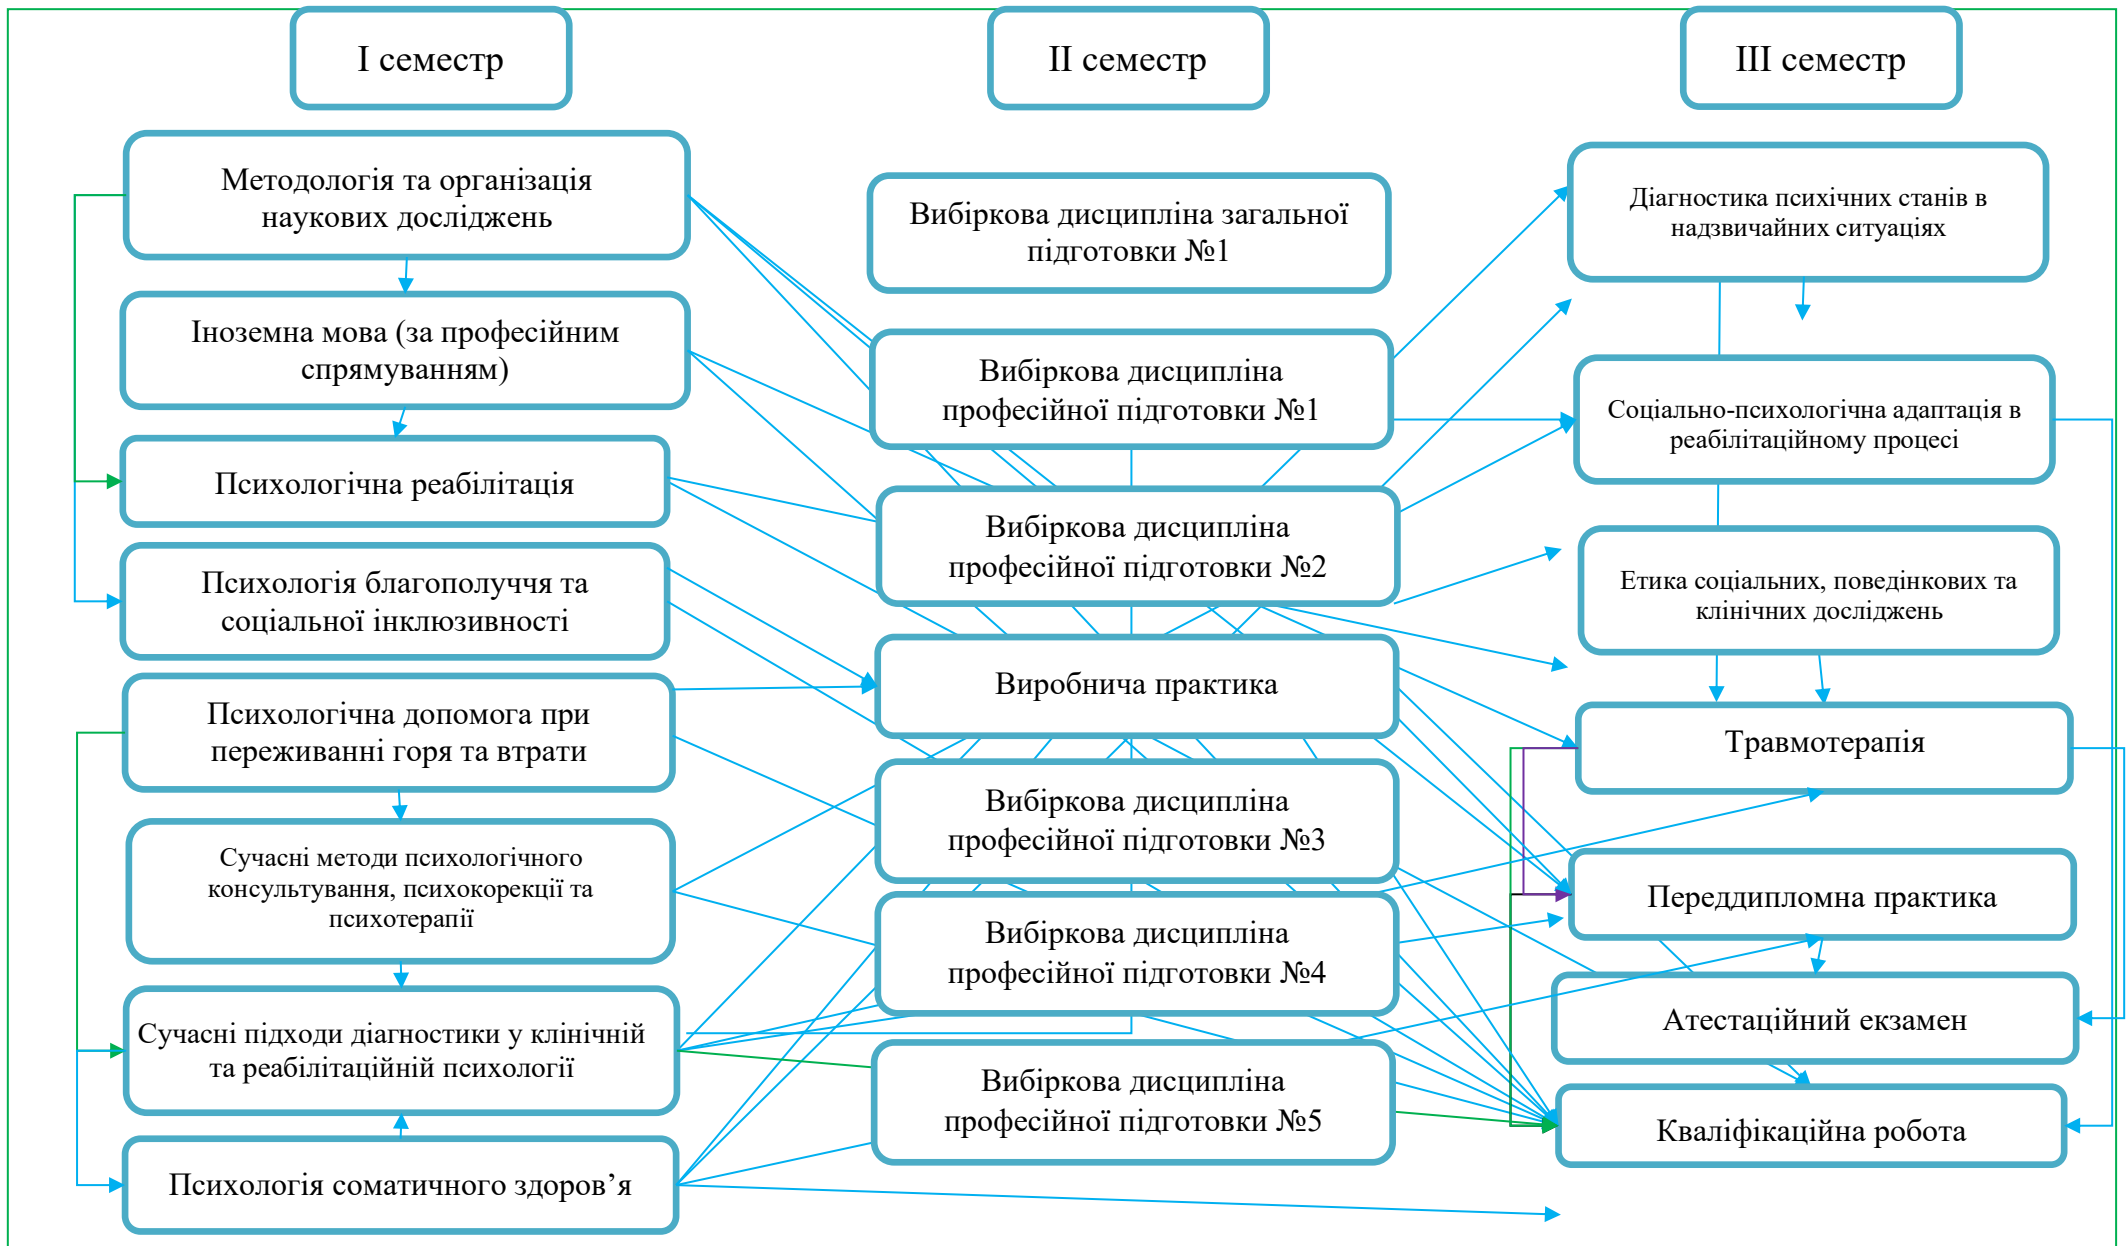 І семестр
Методологія та організація
наукових досліджень
Іноземна мова (за професійним
спрямуванням)
Психологічна реабілітація
Психологія благополуччя та
соціальної інклюзивності
Психологічна допомога при
переживанні горя та втрати
Сучасні методи психологічного
консультування, психокорекції та
психотерапії
Сучасні підходи діагностики у клінічній
та реабілітаційній психології
Психологія соматичного здоров’я
ІІ семестр
Вибіркова дисципліна загальної
підготовки №1
Вибіркова дисципліна
професійної підготовки №1
Вибіркова дисципліна
професійної підготовки №2
Виробнича практика
Вибіркова дисципліна
професійної підготовки №3
Вибіркова дисципліна
професійної підготовки №4
Вибіркова дисципліна
професійної підготовки №5
ІІІ семестр
Діагностика психічних станів в
надзвичайних ситуаціях
Соціально-психологічна адаптація в
реабілітаційному процесі
Етика соціальних, поведінкових та
клінічних досліджень
Травмотерапія
Переддипломна практика
Атестаційний екзамен
Кваліфікаційна робота